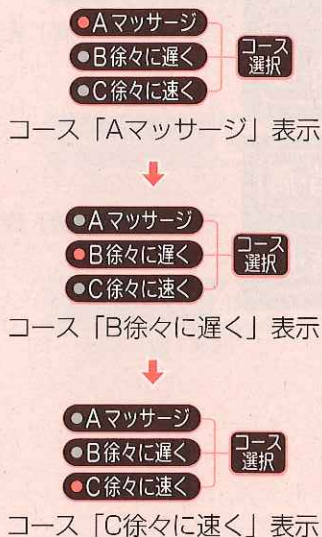 Aマッサージ
B徐々に遅く
C徐々に速く
コース
選択
コース「Aマッサージ」表示
Aマッサージ
B徐々に遅く
C徐々に速く
コース
選択
コース「B徐々に遅く」表示
Aマッサージ
B徐々に遅く
C徐々に速く
コース
選択
コース「C徐々に速く」表示